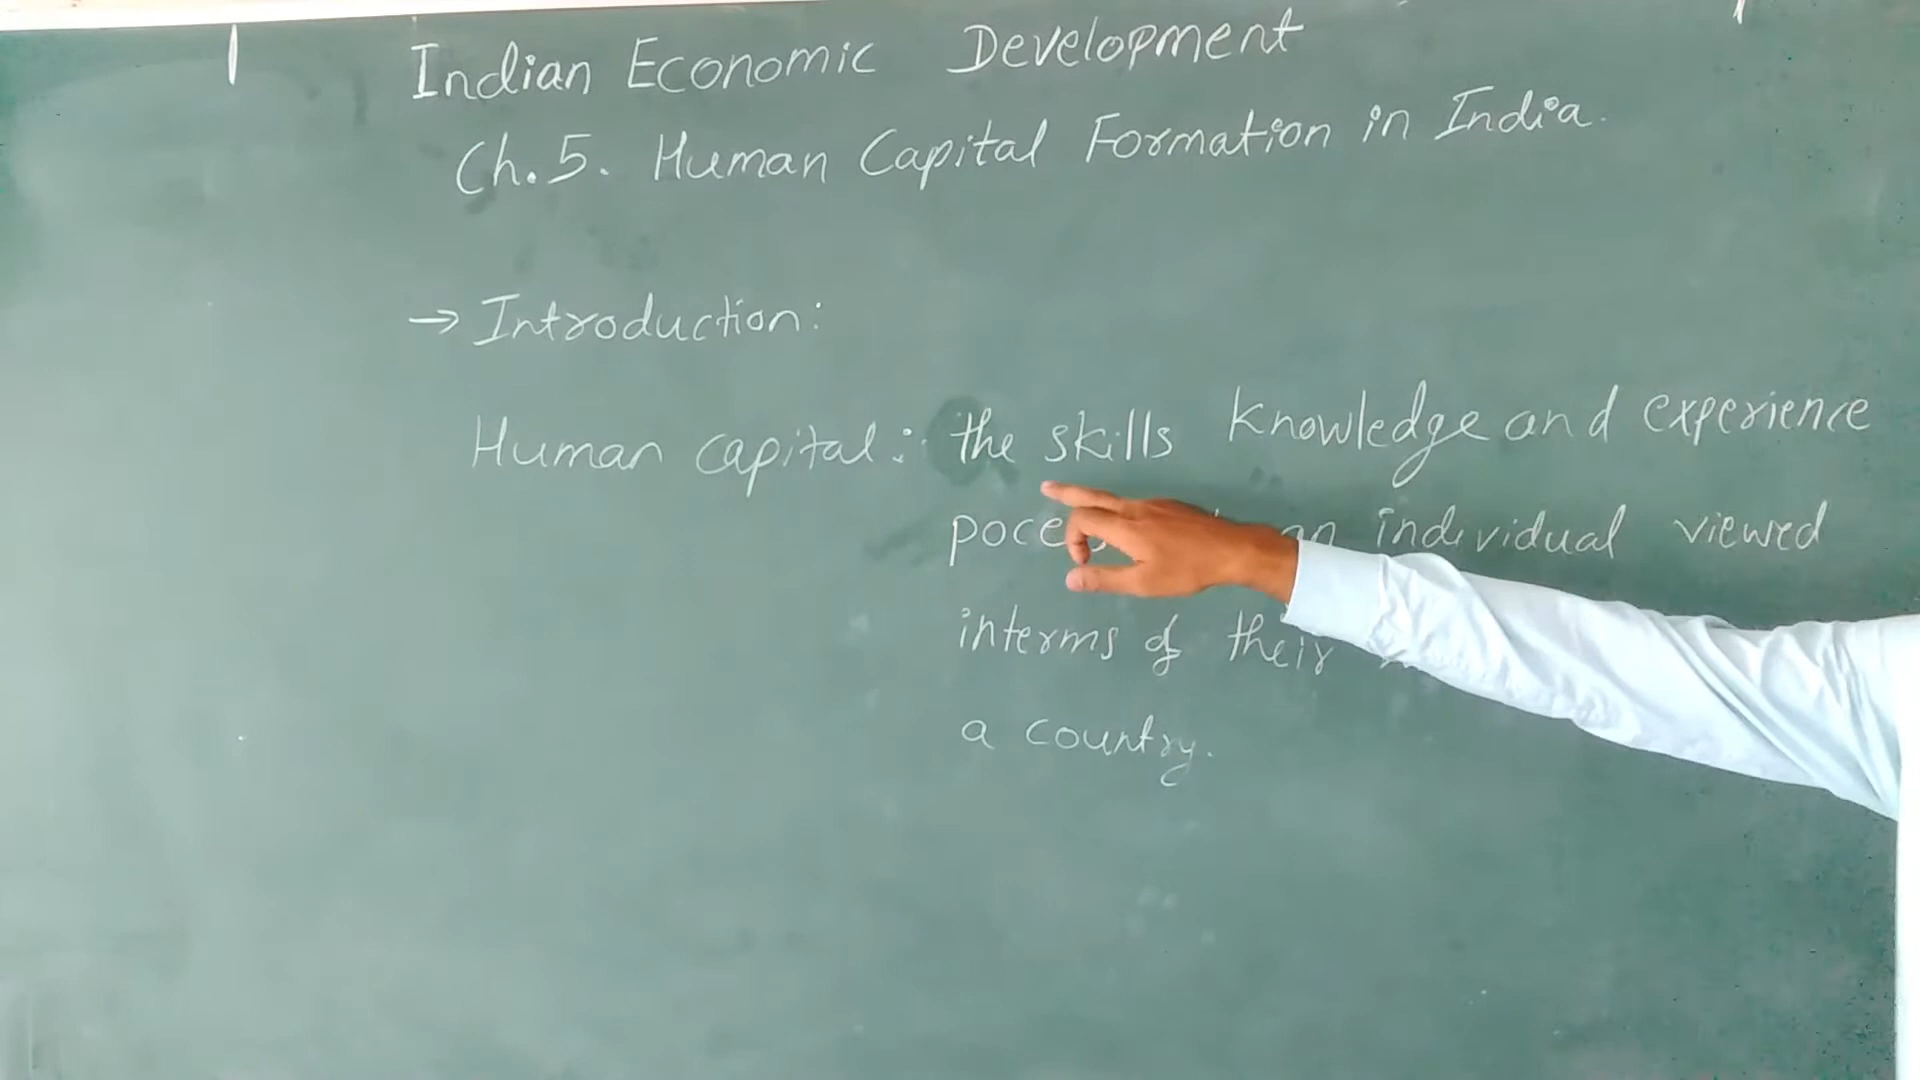 Indian Economic Development
Ch.5. Human Capital Formation in India.
→ Introduction:
Human capital: the skills knowledge and experience
an individual viewed
interms of their
a country.